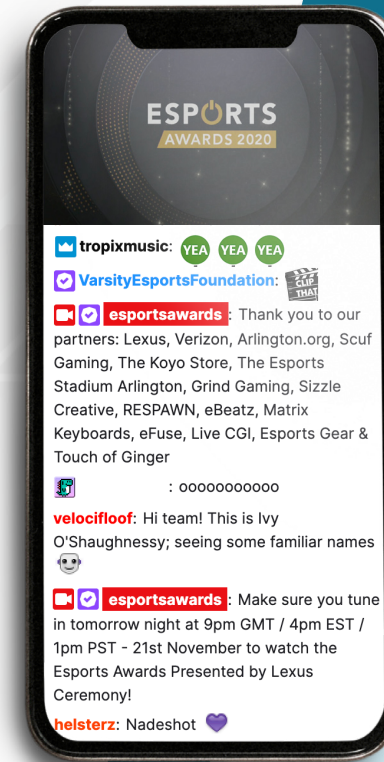 ESPORTS
AWARDS 2020
tropixmusic: YEA YEA YEA
VarsityEsportsFoundation: CLIP THAT
esportsawards : Thank you to our
partners: Lexus, Verizon, Arlington.org, Scuf
Gaming, The Koyo Store, The Esports
Stadium Arlington, Grind Gaming, Sizzle
Creative, RESPAWN, eBeatz, Matrix
Keyboards, eFuse, Live CGI, Esports Gear &
Touch of Ginger
: ooooooooooo
velocifloof: Hi team! This is Ivy
O'Shaughnessy; seeing some familiar names
esportsawards : Make sure you tune
in tomorrow night at 9pm GMT / 4pm EST /
1pm PST - 21st November to watch the
Esports Awards Presented by Lexus
Ceremony!
helsterz: Nadeshot